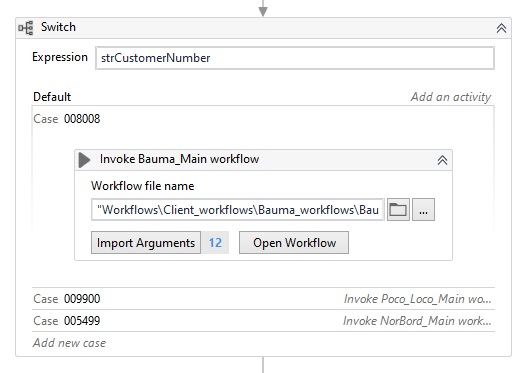 Switch
Expression strCustomerNumber
Default Add an activity
Case 008008
Invoke Bauma_Main workflow
Workflow file name
"Workflows\Client_workflows\Bauma_workflows\Bau ...
Import Arguments 12 Open Workflow
Case 009900 Invoke Poco_Loco_Main wo...
Case 005499 Invoke NorBord_Main work...
Add new case